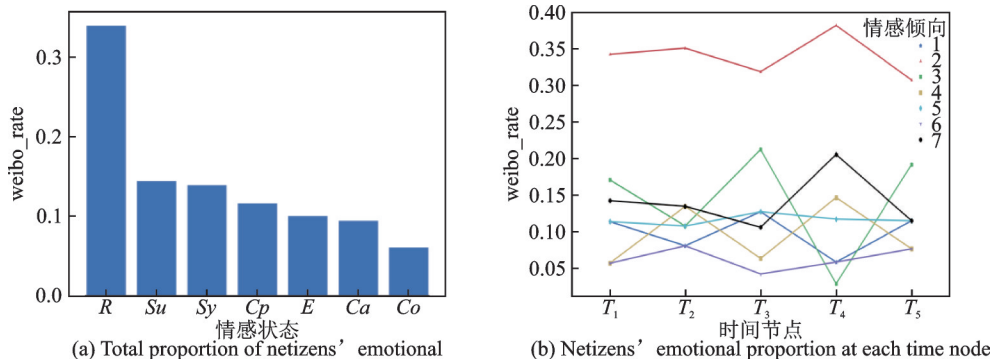 0.3
0.2
0.1
0.0
weibo_rate
R Su Sy Cp E Ca Co
情感状态
(a) Total proportion of netizens’ emotional
0.40
0.35
0.30
0.25
0.20
0.15
0.10
0.05
weibo_rate
情感倾向
1
2
3
4
5
6
7
T1 T2 T3 T4 T5
时间节点
(b) Netizens’ emotional proportion at each time node